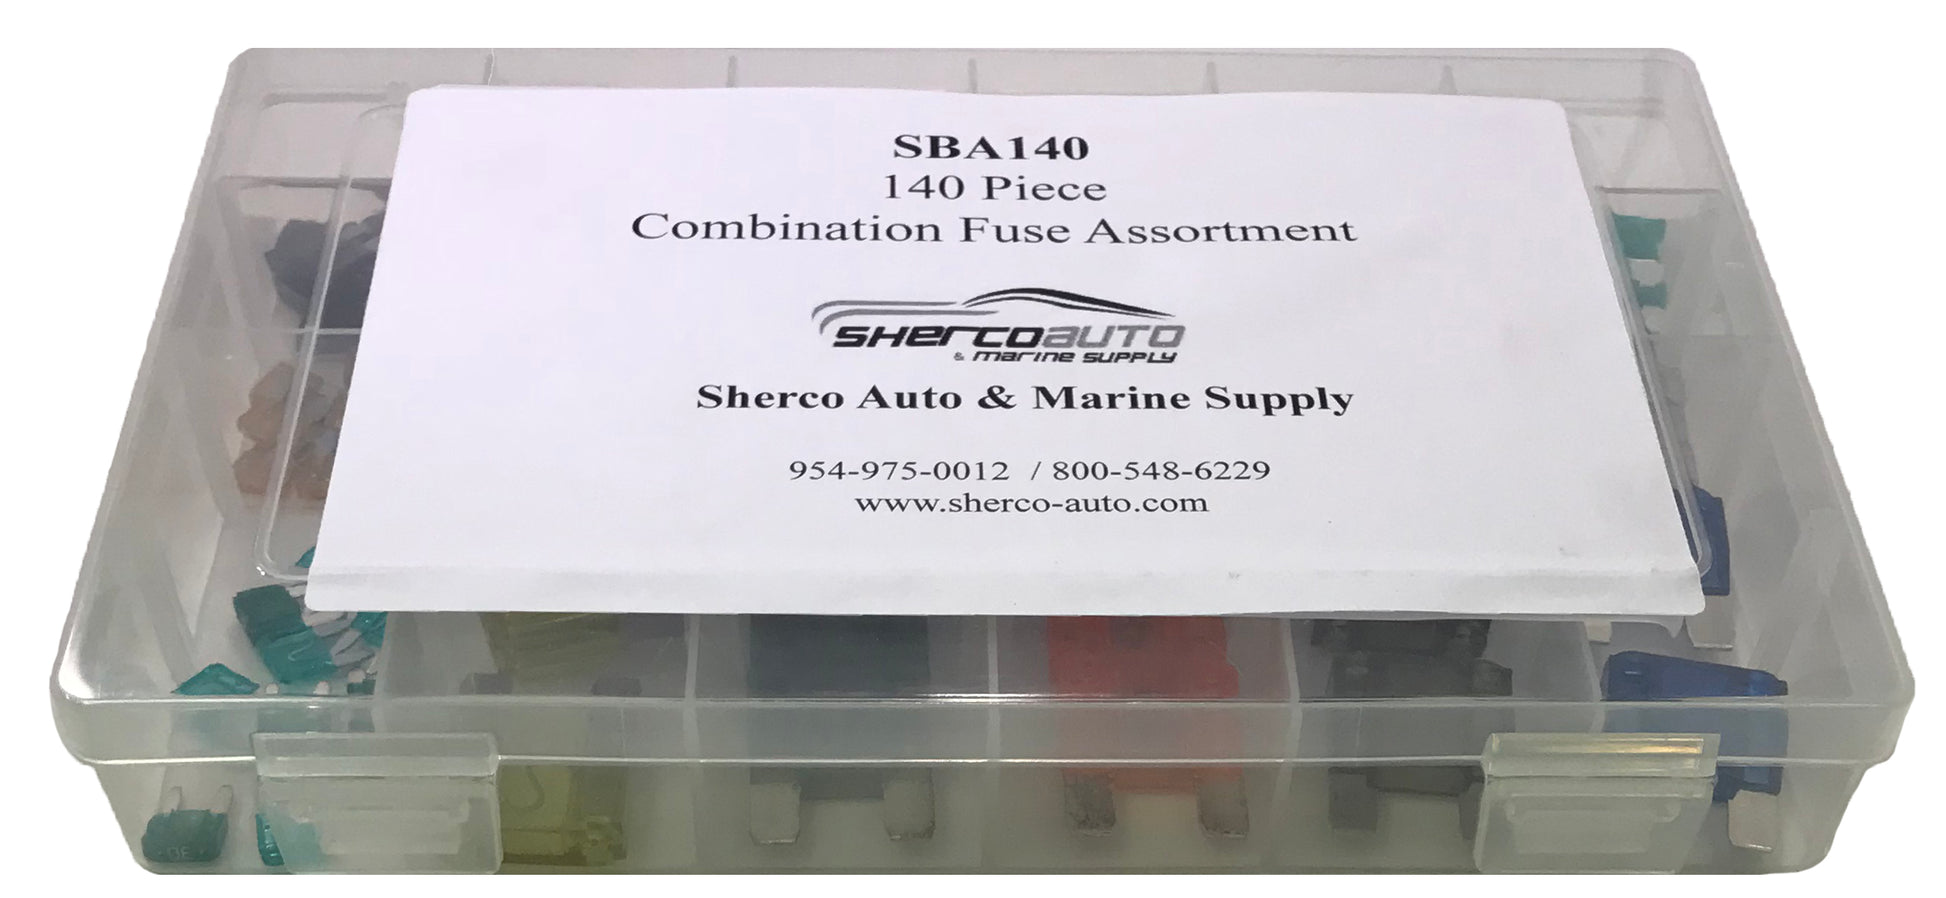 SBA140
140 Piece
Combination Fuse Assortment
SHercoauto
& marine supply
Sherco Auto & Marine Supply
954-975-0012 / 800-548-6229
www.sherco-auto.com